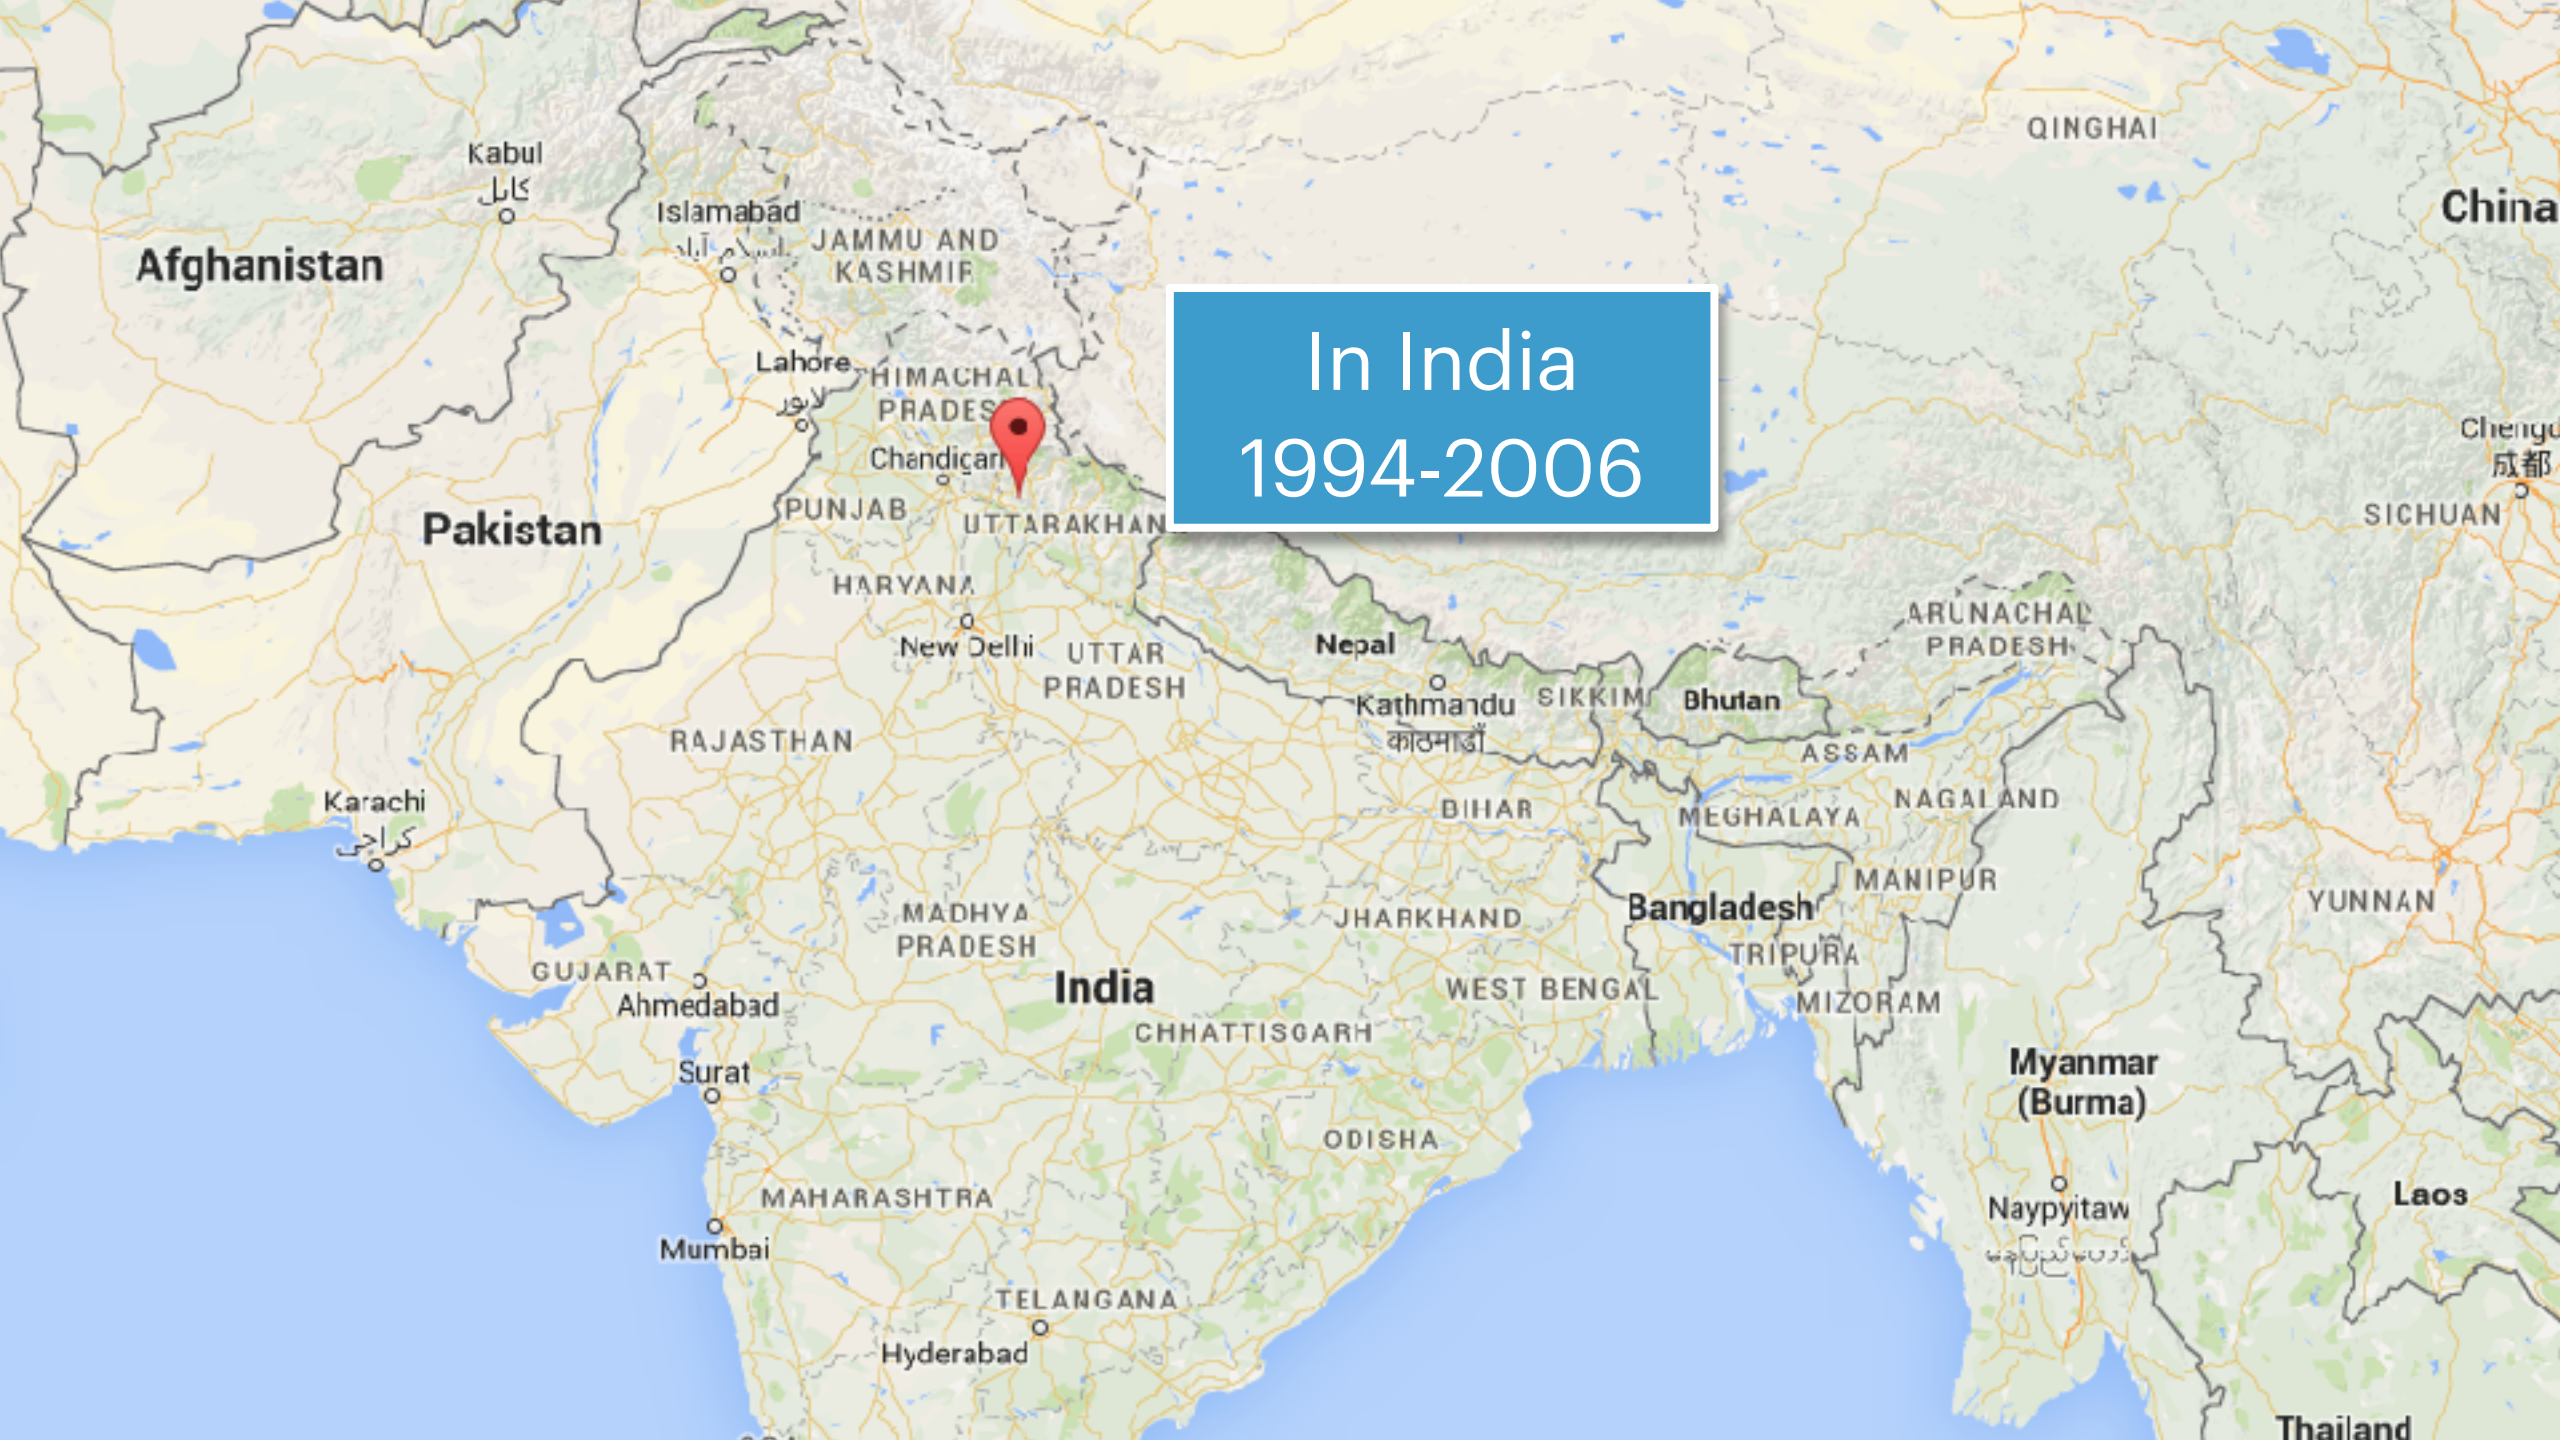 QINGHAI
Kabul
کابل
China
Islamabad
اسلام آباد
JAMMU AND
KASHMIR
Afghanistan
In India
1994-2006
Lahore
لاہور
HIMACHAL
Chandigarh
PUNJAB
Pakistan
成都
SICHUAN
HARYANA
New Delhi
UTTAR
PRADESH
Nepal
Kathmandu
काठमाडौं
SIKKIM
Bhutan
ARUNACHAL
PRADESH
ASSAM
RAJASTHAN
Karachi
کراچی
BIHAR
MEGHALAYA
NAGALAND
MANIPUR
YUNNAN
Bangladesh
MADHYA
PRADESH
JHARKHAND
TRIPURA
GUJARAT
Ahmedabad
India
WEST BENGAL
MIZORAM
CHHATTISGARH
Surat
Myanmar
(Burma)
ODISHA
MAHARASHTRA
Mumbai
Naypyitaw
Laos
TELANGANA
Hyderabad
Thailand